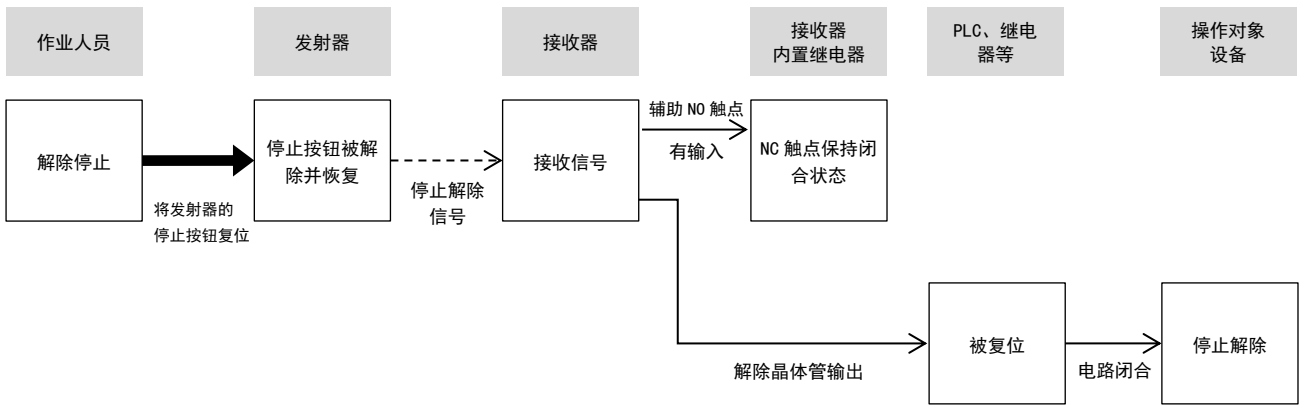 作业人员
发射器
接收器
接收器
内置继电器
PLC、继电
器等
操作对象
设备
解除停止
将发射器的
停止按钮复位
停止按钮被解
除并恢复
停止解除
信号
接收信号
辅助 NO 触点
有输入
NC 触点保持闭
合状态
解除晶体管输出
被复位
电路闭合
停止解除